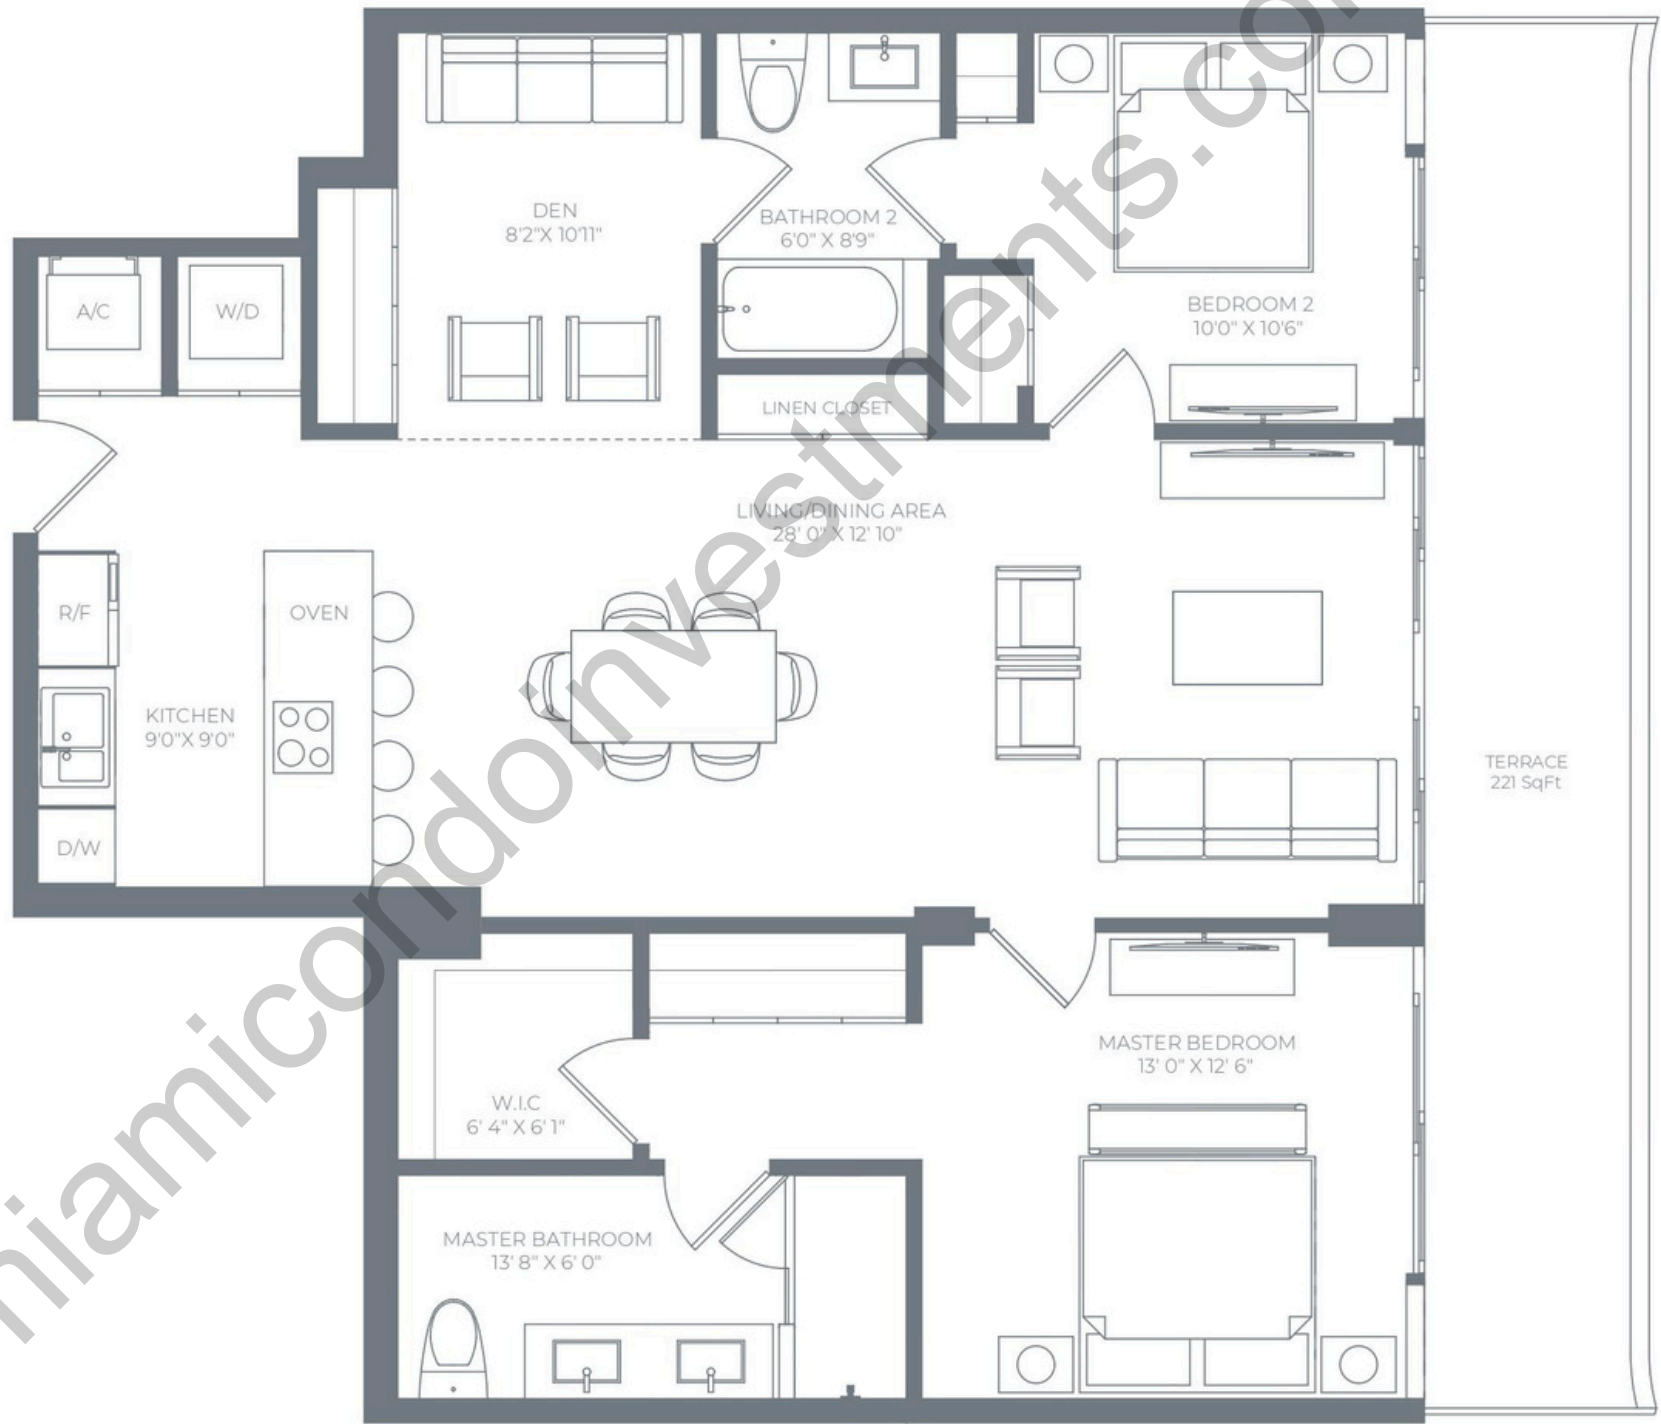 DEN
8'2"X 10'11"
BATHROOM 2
6'0" X 8'9"
A/C
W/D
BEDROOM 2
10'0" X 10'6"
LINEN CLOSET
LIVING/DINING AREA
28' 0" X 12' 10"
R/F
OVEN
KITCHEN
9'0"X 9'0"
D/W
TERRACE
221 SqFt
MASTER BEDROOM
13' 0" X 12' 6"
W.I.C
6' 4" X 6' 1"
MASTER BATHROOM
13' 8" X 6' 0"
miamicondoinvestments.com